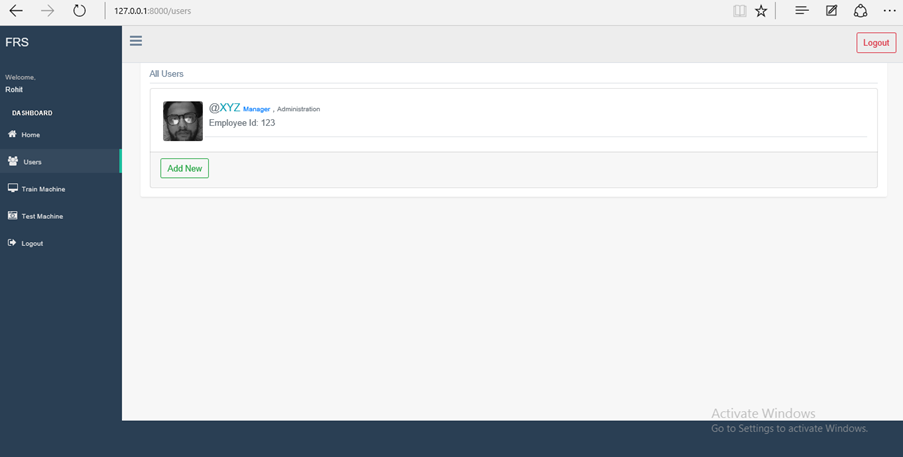 127.0.0.1:8000/users
FRS
Logout
Welcome,
Rohit
DASHBOARD
Home
Users
Train Machine
Test Machine
Logout
All Users
@XYZ Manager , Administration
Employee Id: 123
Add New
Activate Windows
Go to Settings to activate Windows.